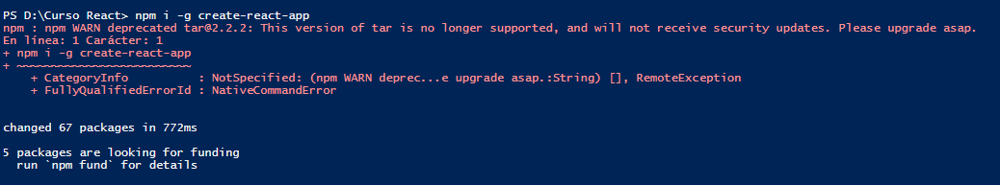 PS D:\Curso React> npm i -g create-react-app
npm : npm WARN deprecated tar@2.2.2: This version of tar is no longer supported, and will not receive security updates. Please upgrade asap.
En línea: 1 Carácter: 1
+ npm i -g create-react-app
+ ~~~~~~~~~~~~~~~~~~~~~~~~~
    + CategoryInfo          : NotSpecified: (npm WARN deprec...e upgrade asap.:String) [], RemoteException
    + FullyQualifiedErrorId : NativeCommandError
changed 67 packages in 772ms
5 packages are looking for funding
  run `npm fund` for details